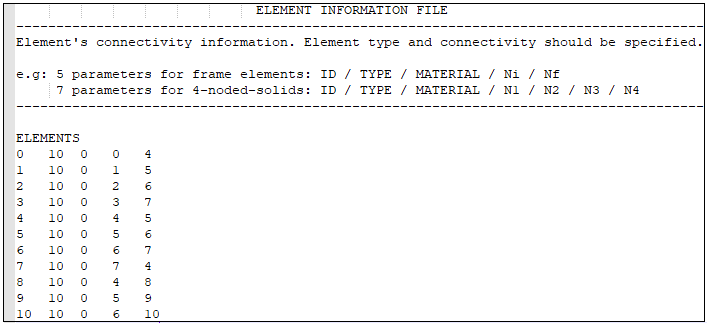 ELEMENT INFORMATION FILE
--------------------------------------------------------------------------------------
Element's connectivity information. Element type and connectivity should be specified.

e.g: 5 parameters for frame elements: ID / TYPE / MATERIAL / Ni / Nf
     7 parameters for 4-noded-solids: ID / TYPE / MATERIAL / N1 / N2 / N3 / N4
--------------------------------------------------------------------------------------

ELEMENTS
0   10  0   0   4
1   10  0   1   5
2   10  0   2   6
3   10  0   3   7
4   10  0   4   5
5   10  0   5   6
6   10  0   6   7
7   10  0   7   4
8   10  0   4   8
9   10  0   5   9
10  10  0   6   10